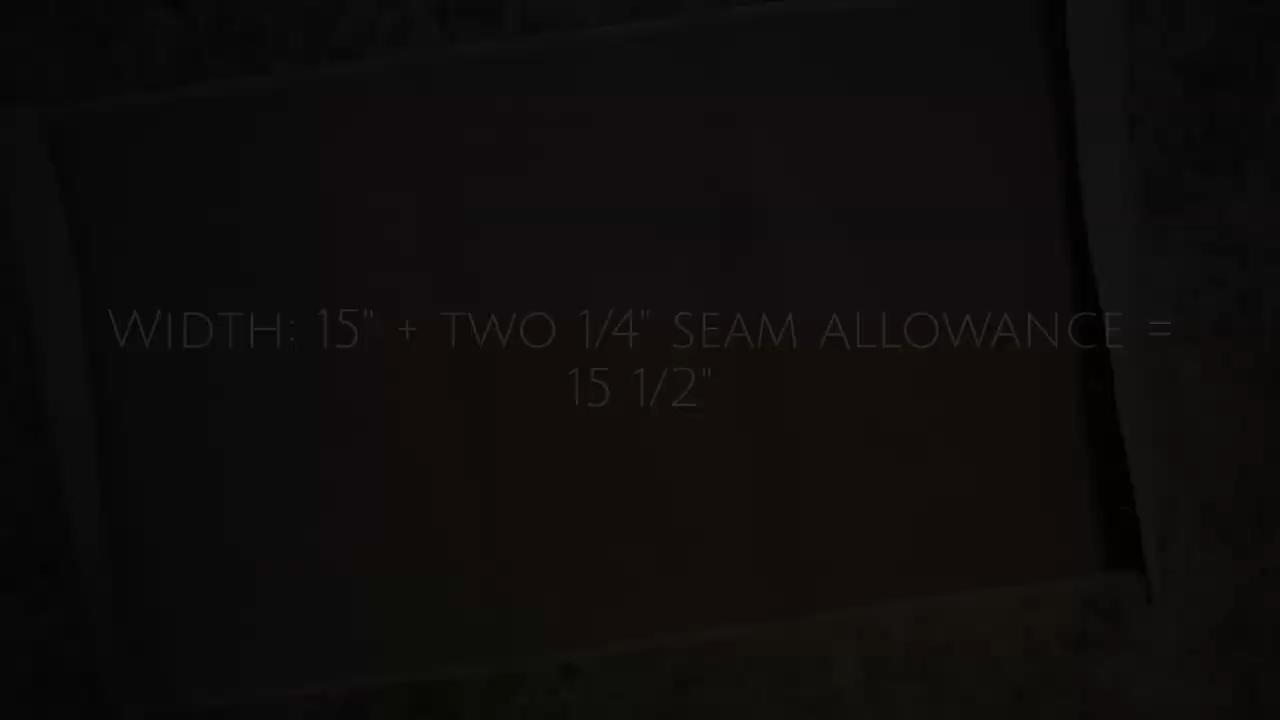 Width: 15" + two 1/4" seam allowance =
15 1/2"